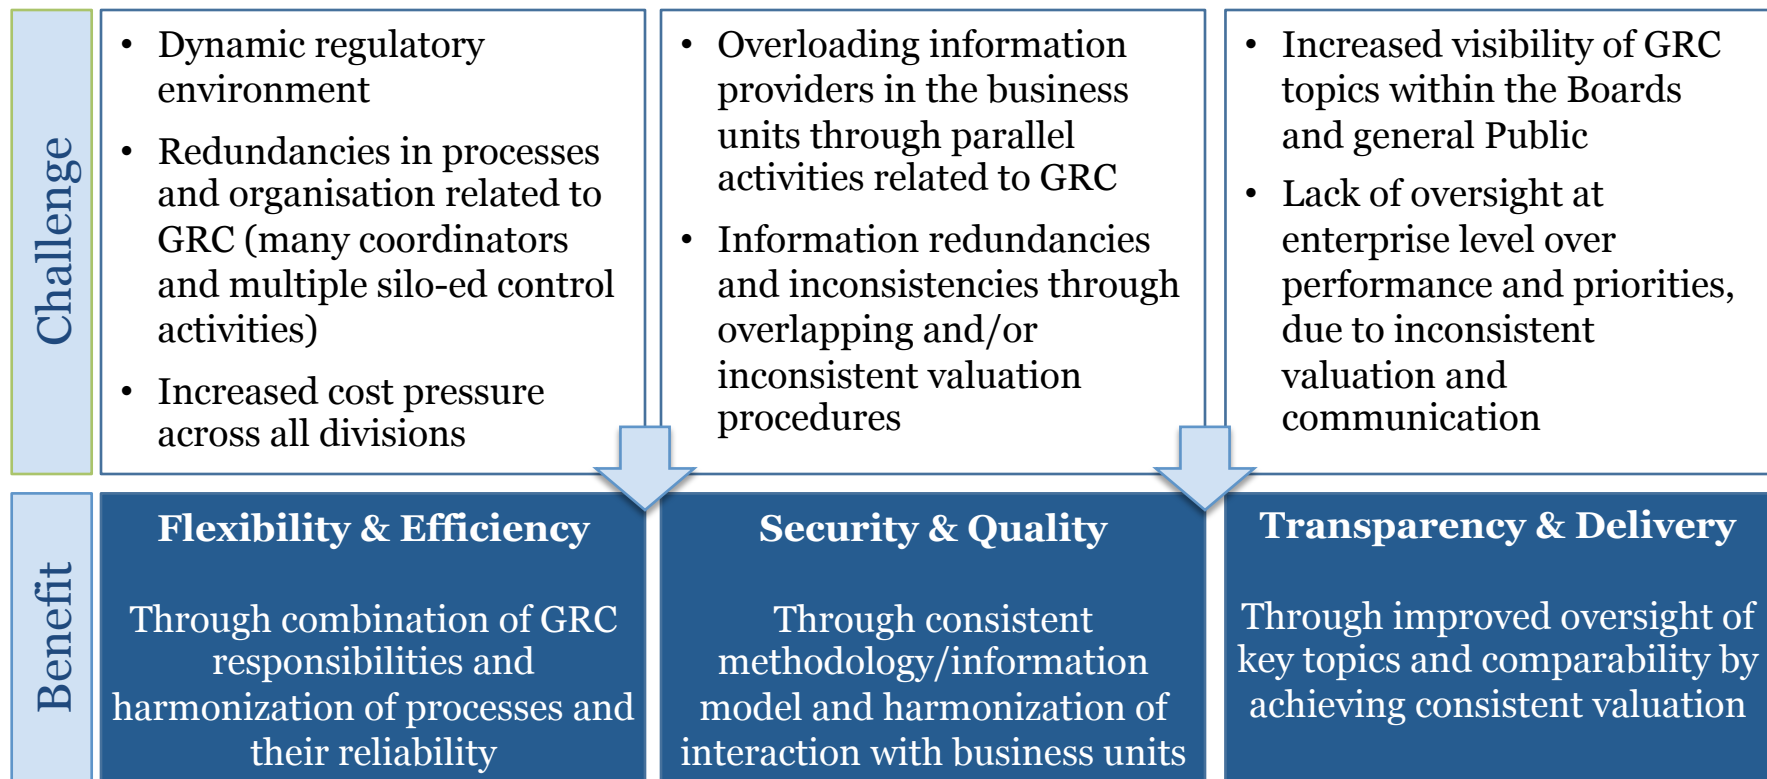 Challenge
• Dynamic regulatory
environment
• Redundancies in processes
and organisation related to
GRC (many coordinators
and multiple silo-ed control
activities)
• Increased cost pressure
across all divisions
• Overloading information
providers in the business
units through parallel
activities related to GRC
• Information redundancies
and inconsistencies through
overlapping and/or
inconsistent valuation
procedures
• Increased visibility of GRC
topics within the Boards
and general Public
• Lack of oversight at
enterprise level over
performance and priorities,
due to inconsistent
valuation and
communication
Benefit
Flexibility & Efficiency
Through combination of GRC
responsibilities and
harmonization of processes and
their reliability
Security & Quality
Through consistent
methodology/information
model and harmonization of
interaction with business units
Transparency & Delivery
Through improved oversight of
key topics and comparability by
achieving consistent valuation